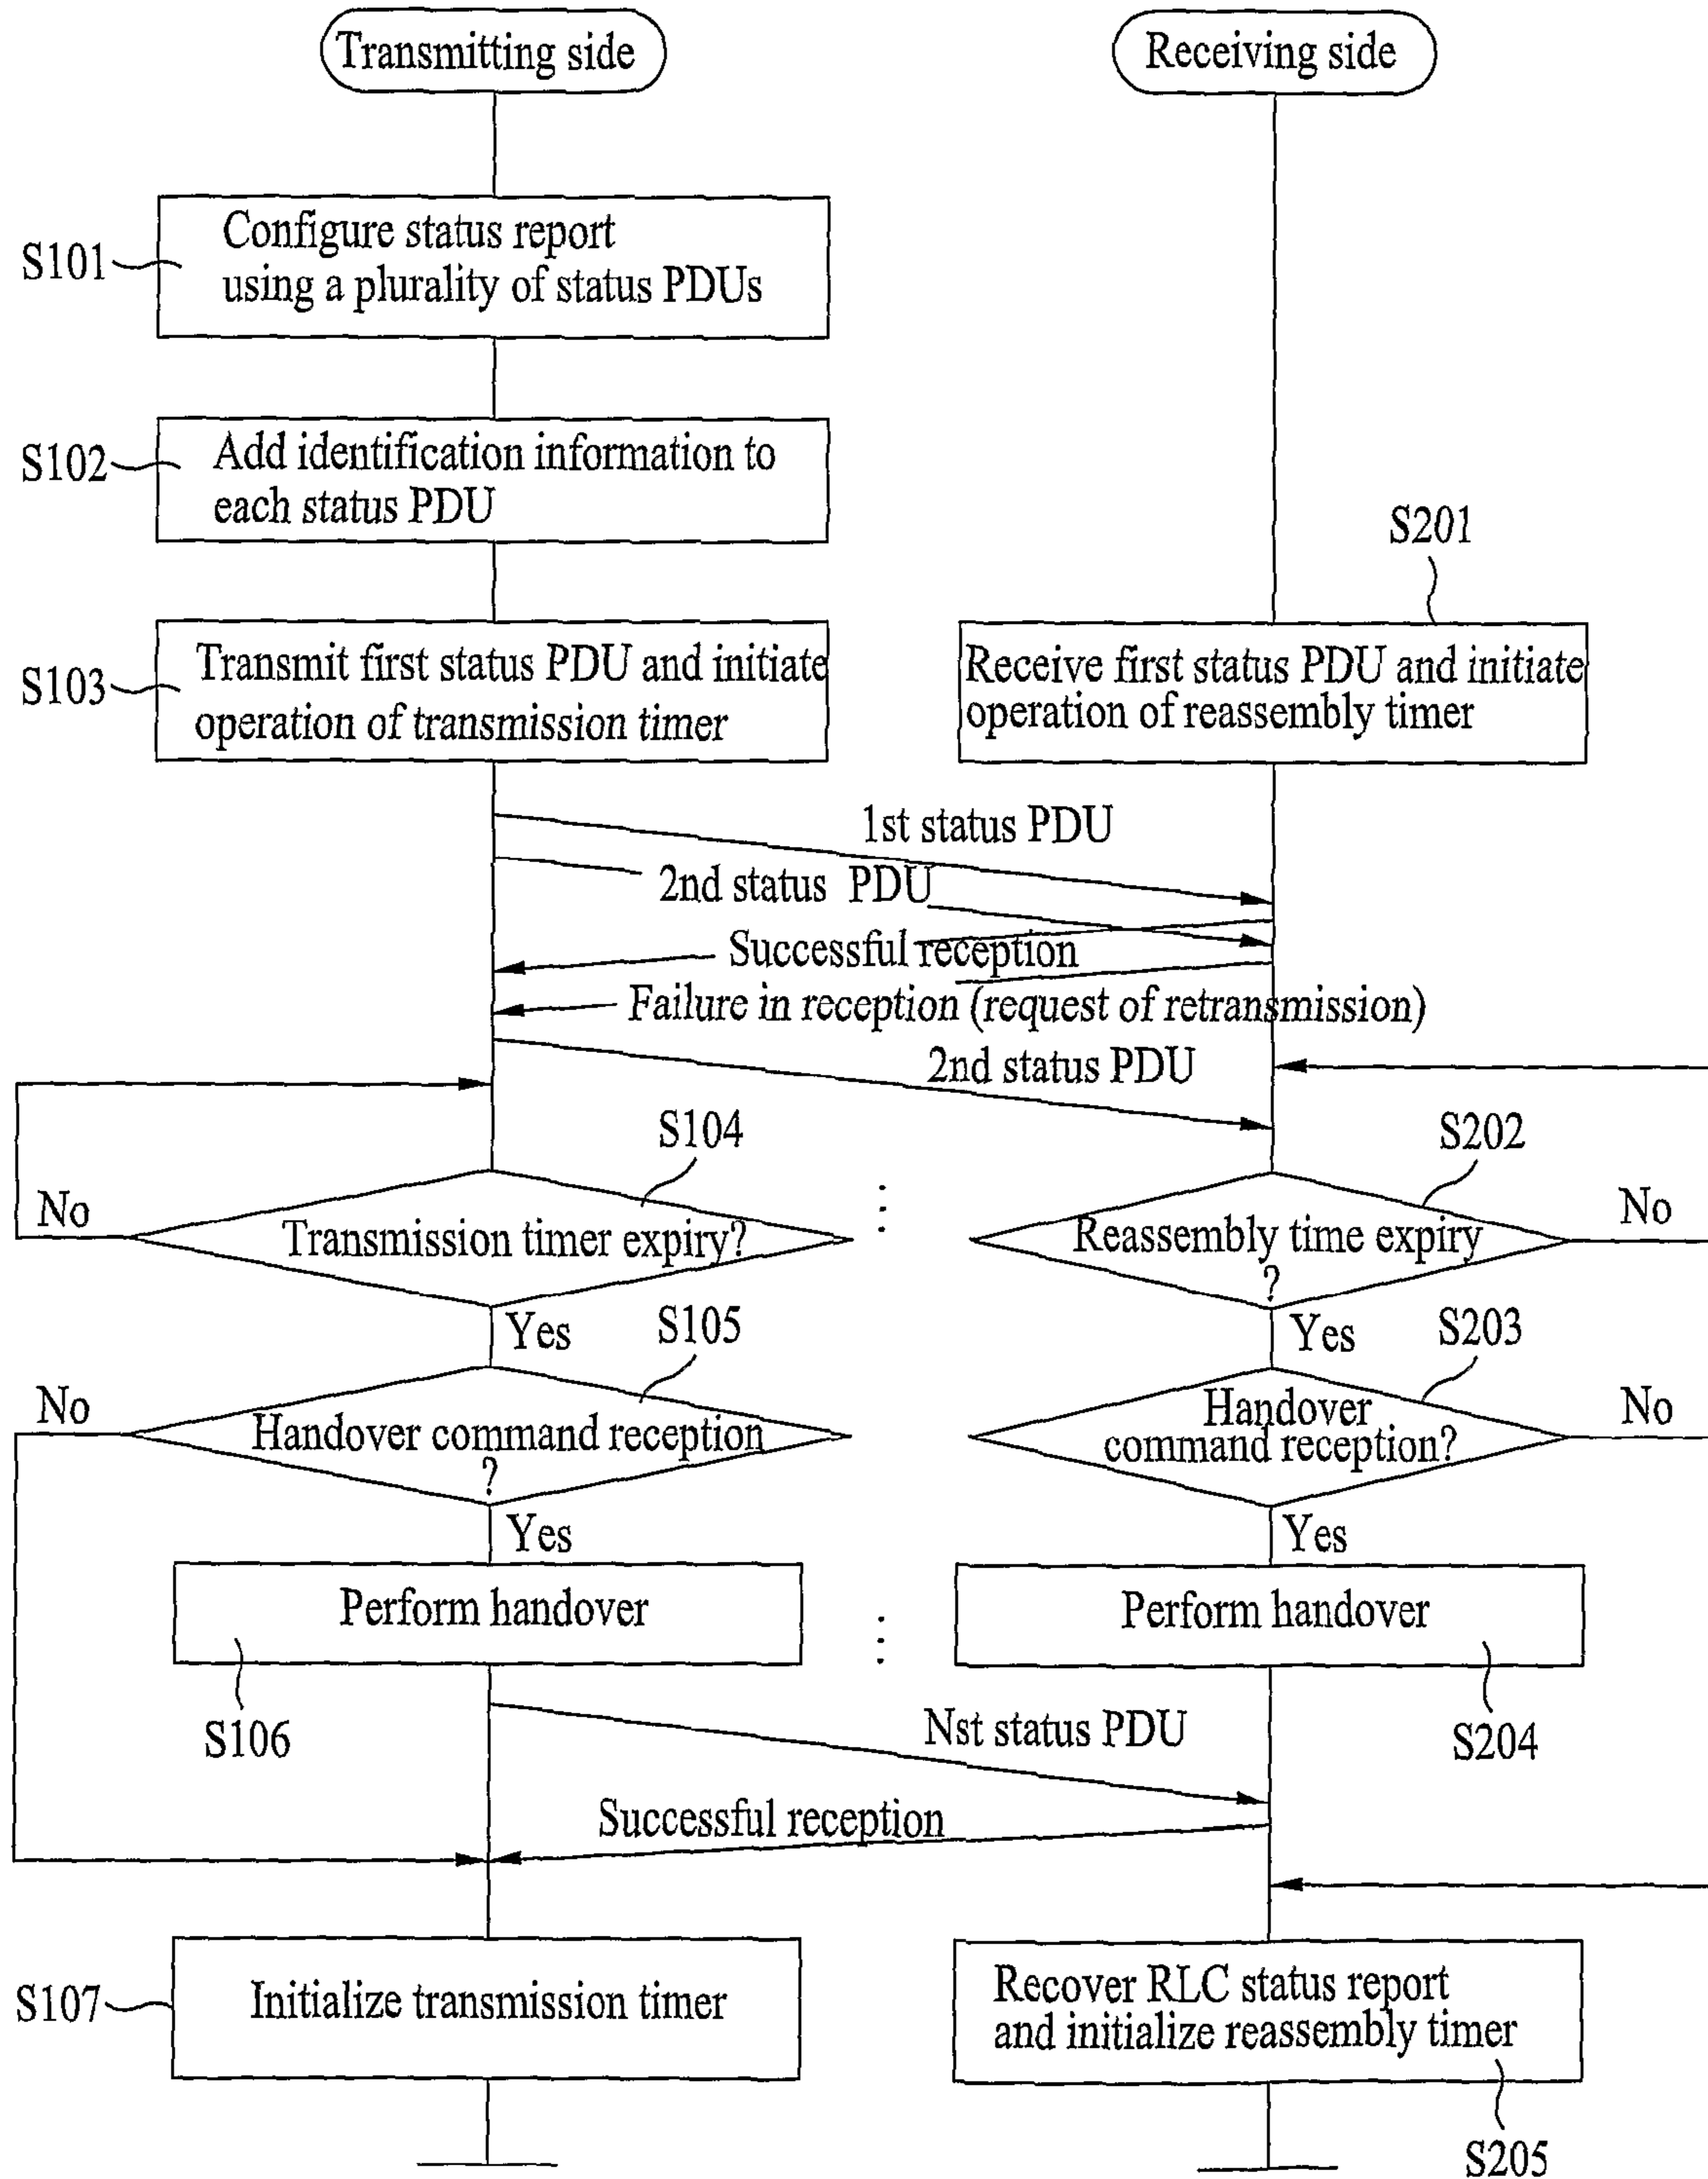 Transmitting side
Receiving side
Configure status report
using a plurality of status PDUs
S101
Add identification information to
each status PDU
S102
S201
Transmit first status PDU and initiate
operation of transmission timer
S103
Receive first status PDU and initiate
operation of reassembly timer
1st status PDU
2nd status PDU
Successful reception
Failure in reception (request of retransmission)
2nd status PDU
S104
S202
No
Transmission timer expiry?
Reassembly time expiry
?
No
Yes
S105
Yes
S203
No
Handover command reception
?
Handover
command reception?
No
Yes
Yes
Perform handover
Perform handover
S106
Nst status PDU
S204
Successful reception
S107
Initialize transmission timer
Recover RLC status report
and initialize reassembly timer
S205